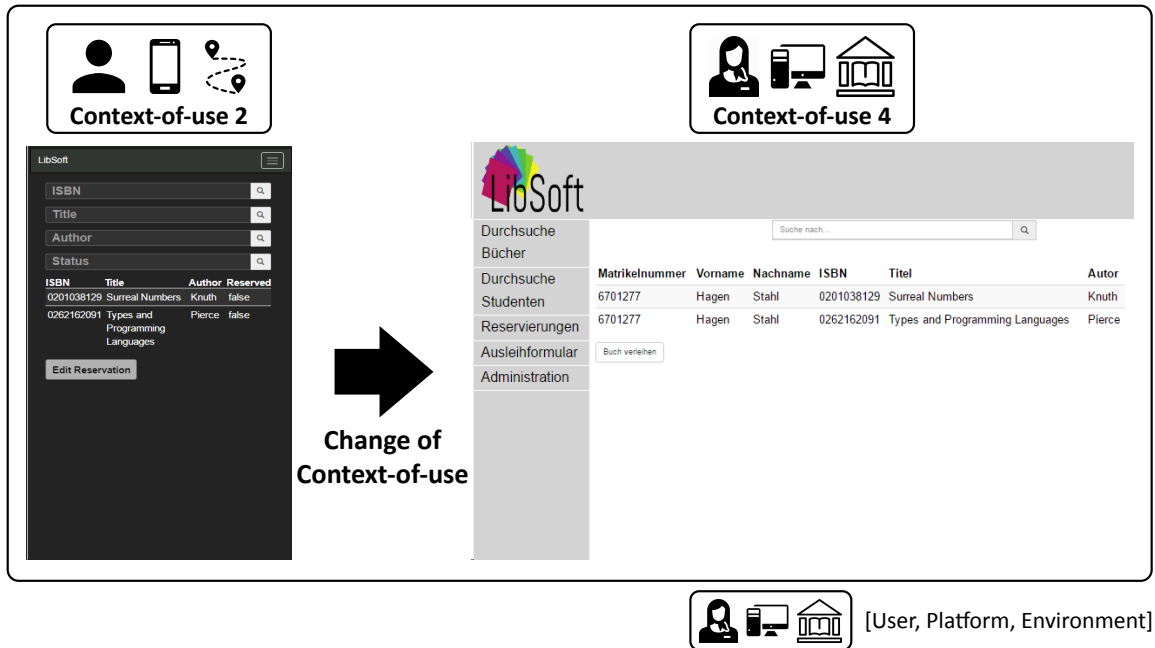 Context-of-use 2
LibSoft
ISBN
Title
Author
Status
ISBN Title Author Reserved
0201038129 Surreal Numbers Knuth false
0262162091 Types and Pierce false
Programming
Languages
Edit Reservation
Change of
Context-of-use
Context-of-use 4
LibSoft
Durchsuche
Bücher
Durchsuche
Studenten
Reservierungen
Ausleihformular
Administration
Suche nach...
Matrikelnummer Vorname Nachname ISBN Titel Autor
6701277 Hagen Stahl 0201038129 Surreal Numbers Knuth
6701277 Hagen Stahl 0262162091 Types and Programming Languages Pierce
Buch verleihen
[User, Platform, Environment]